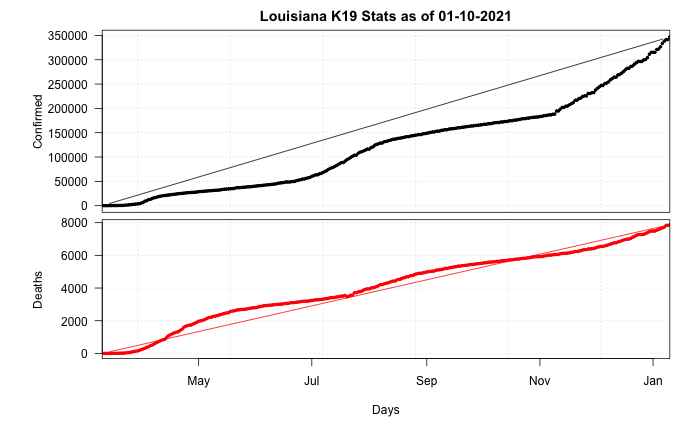 Louisiana K19 Stats as of 01-10-2021
Confirmed
350000
300000
250000
200000
150000
100000
50000
0
Deaths
8000
6000
4000
2000
0
May Jul Sep Nov Jan
Days